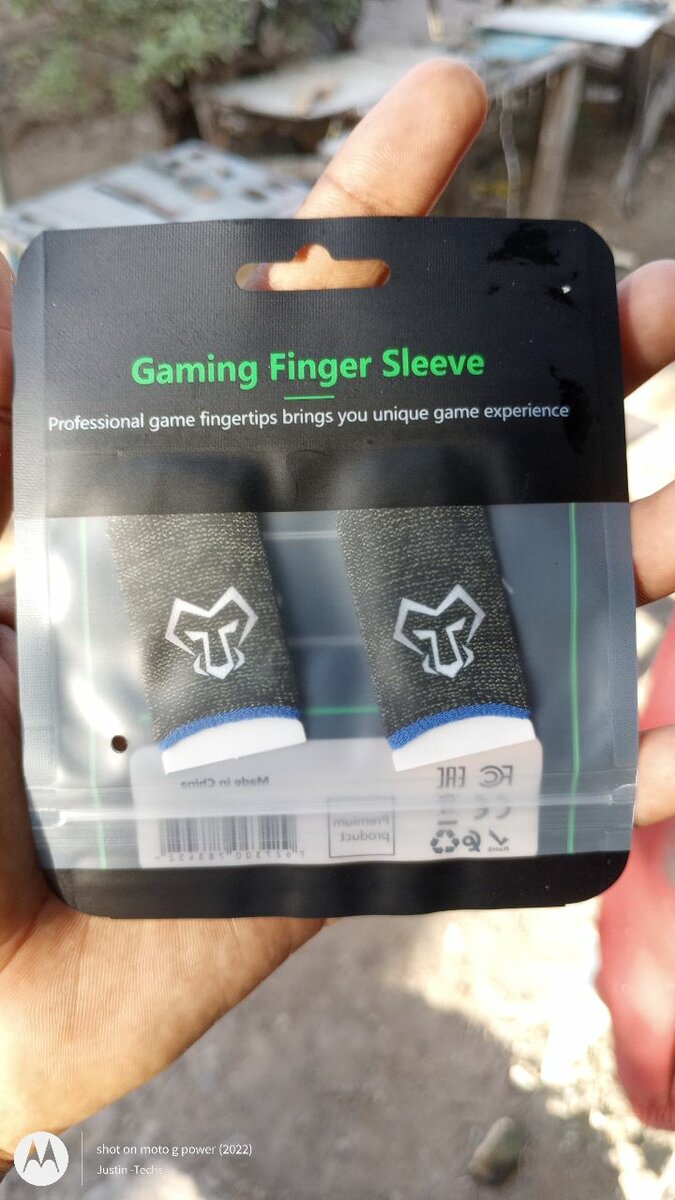 Gaming Finger Sleeve
Professional game fingertips brings you unique game experience
Made in China
FC EAC
CE
Premium
product
RoHS
shot on moto g power (2022)
Justin -Techs